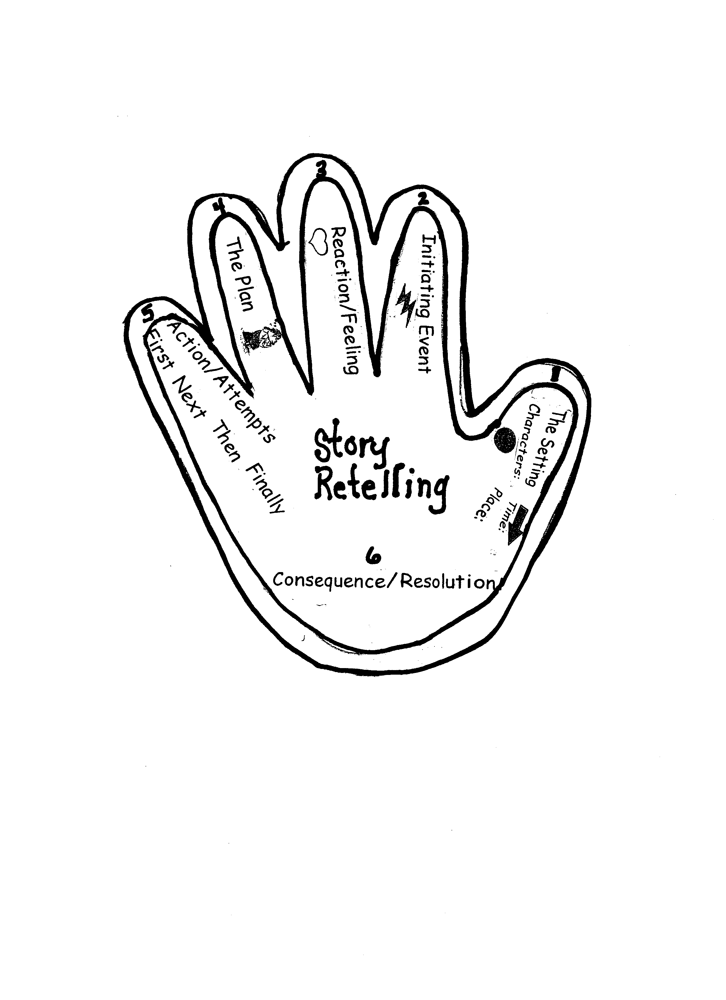 1
The Setting
Characters:
Time:
Place:
2
Initiating Event
3
Reaction/Feeling
4
The Plan
5
Action/Attempts
First Next Then Finally
Story
Retelling
6
Consequence/Resolution